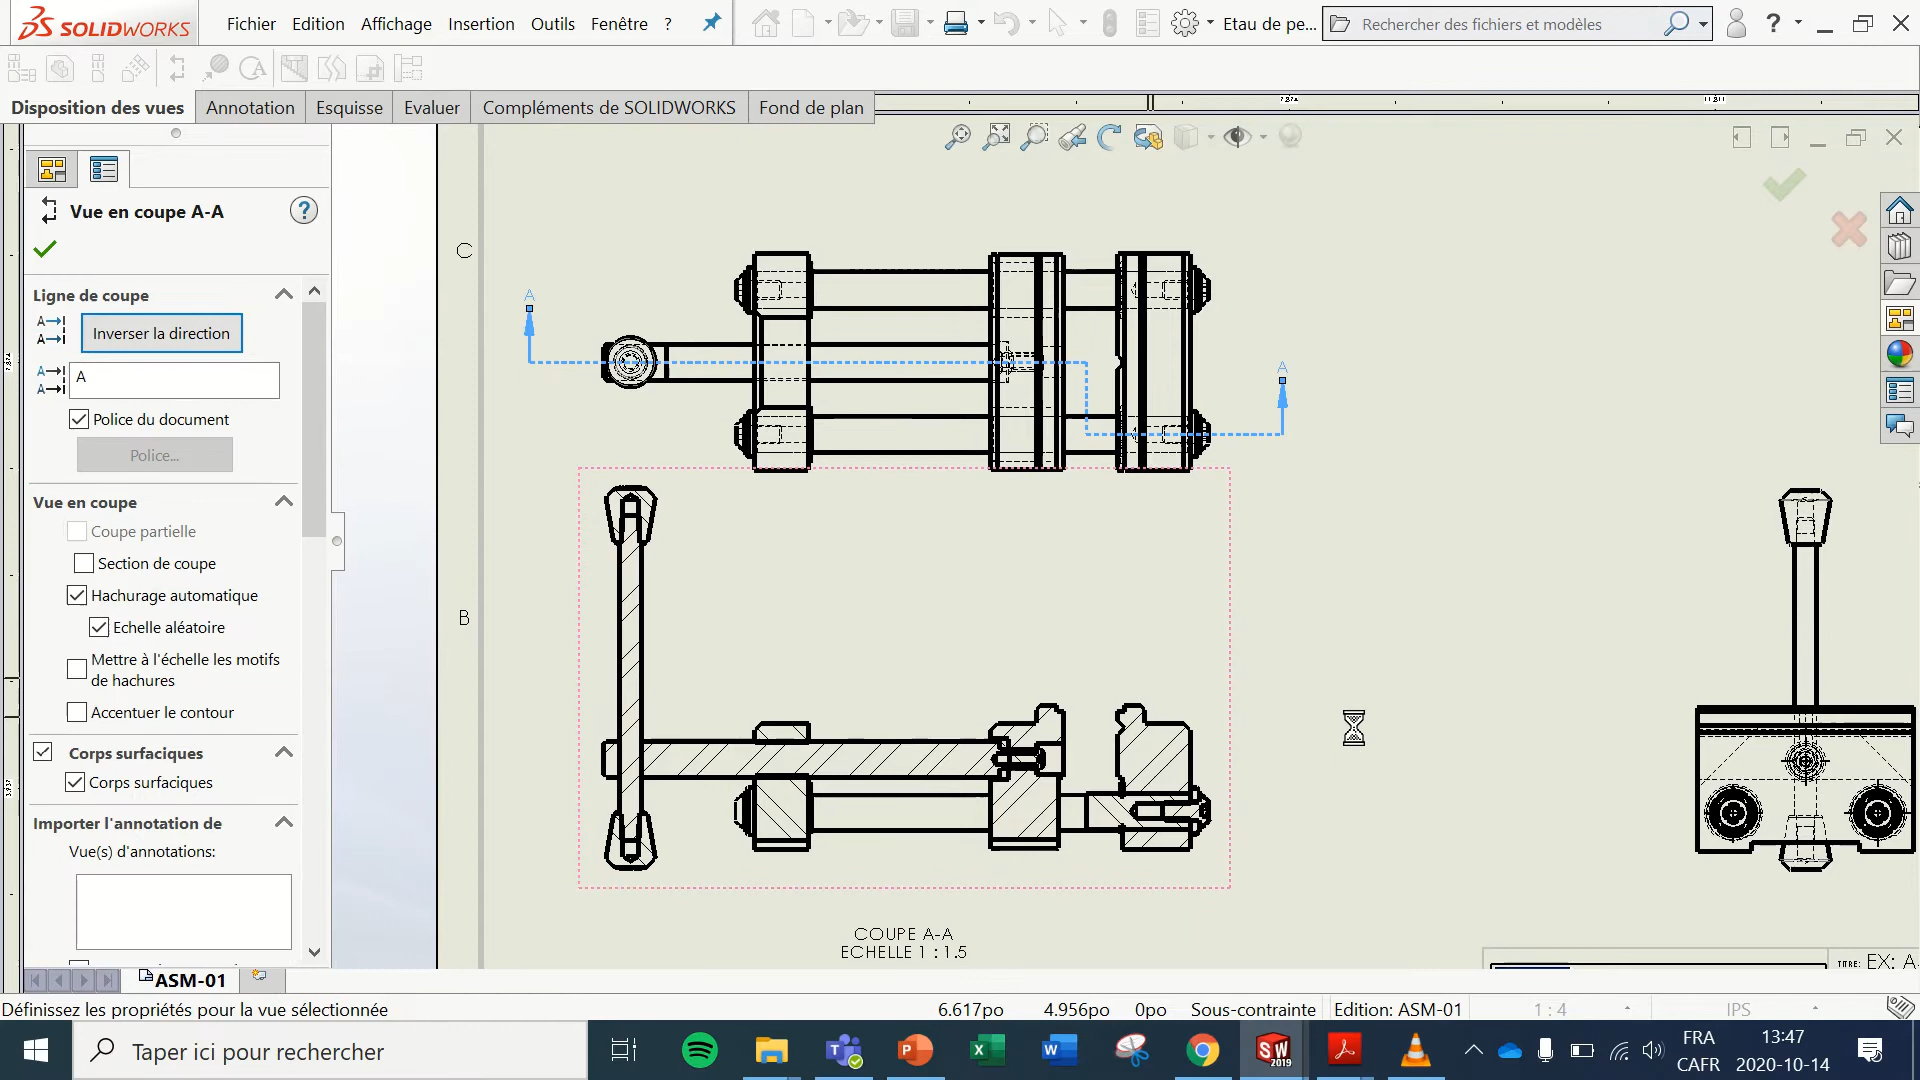 SOLIDWORKS
Fichier Edition Affichage Insertion Outils Fenêtre ?
Etau de pe...
Rechercher des fichiers et modèles
Disposition des vues
Annotation
Esquisse
Evaluer
Compléments de SOLIDWORKS
Fond de plan
Vue en coupe A-A
Ligne de coupe
Inverser la direction
A
Police du document
Police...
Vue en coupe
Coupe partielle
Section de coupe
Hachurage automatique
Echelle aléatoire
Mettre à l'échelle les motifs
de hachures
Accentuer le contour
Corps surfaciques
Corps surfaciques
Importer l'annotation de
Vue(s) d'annotations:
C
B
A
A
COUPE A-A
ECHELLE 1 : 1.5
TITRE: EX: A
ASM-01
Définissez les propriétés pour la vue sélectionnée
6.617po 4.956po 0po Sous-contrainte Edition: ASM-01 1 : 4 IPS
Taper ici pour rechercher
SW
2019
FRA
CAFR
13:47
2020-10-14